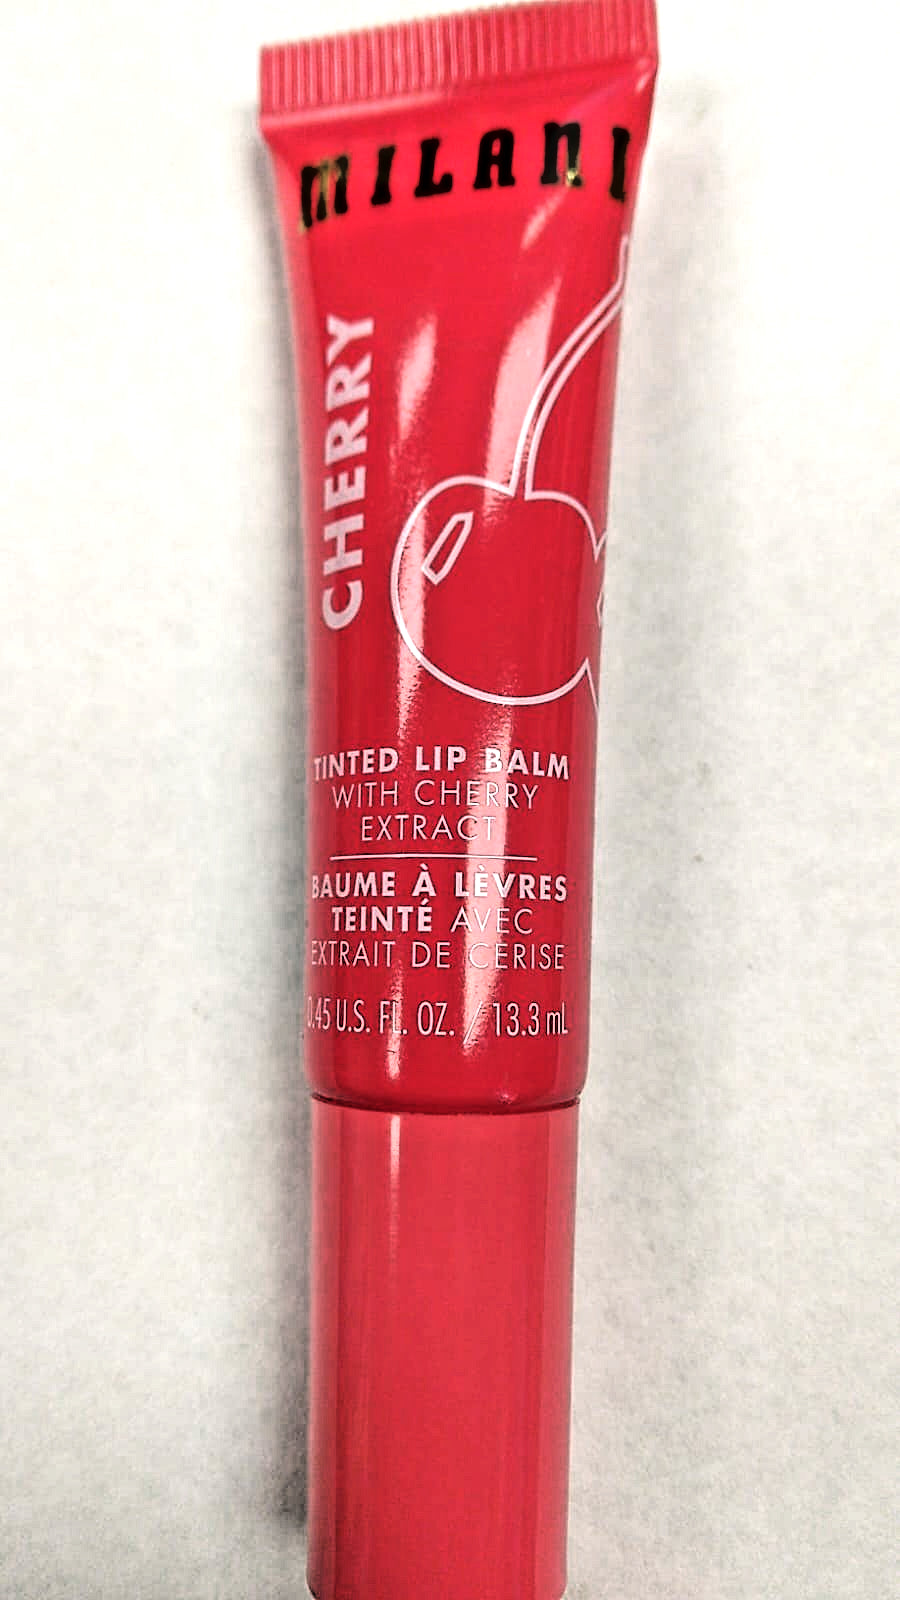 MILANI
CHERRY
TINTED LIP BALM
WITH CHERRY
EXTRACT
BAUME À LÈVRES
TEINTÉ AVEC
EXTRAIT DE CERISE
0.45 U.S. FL. OZ. / 13.3 mL